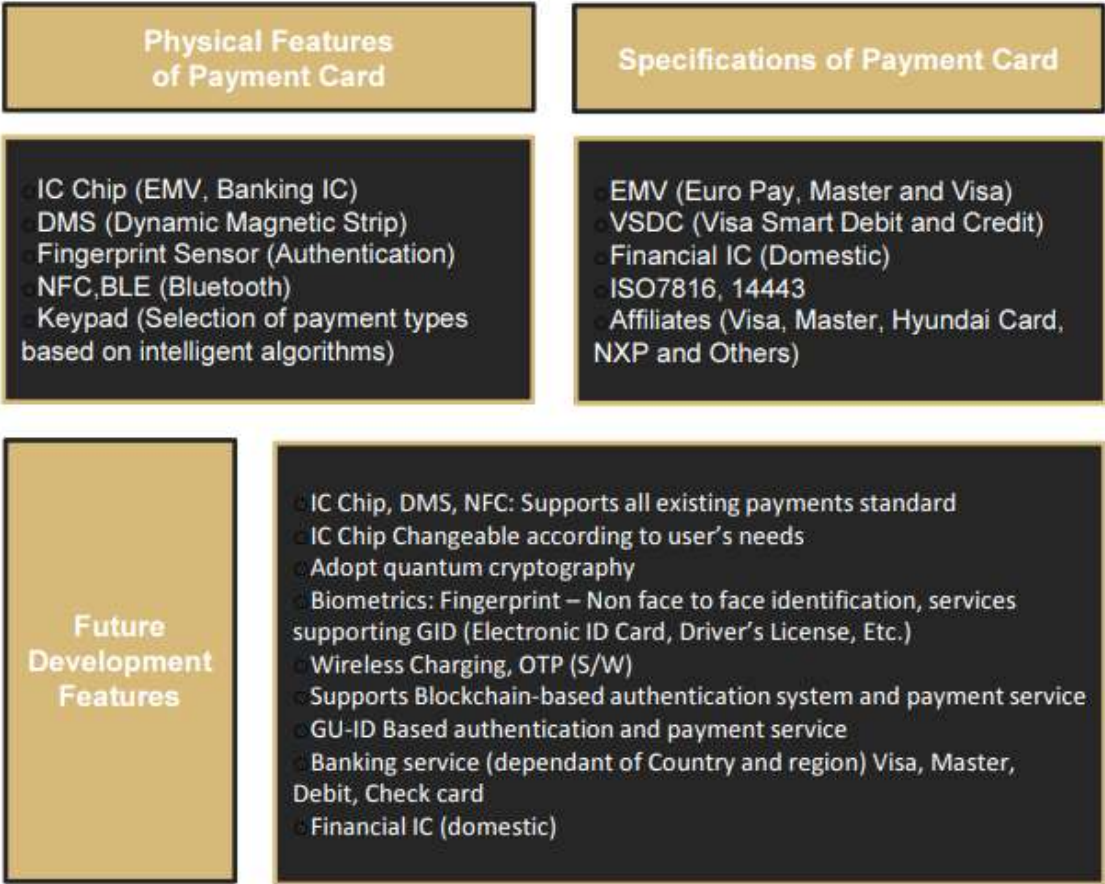 Physical Features
of Payment Card
Specifications of Payment Card
IC Chip (EMV, Banking IC)
DMS (Dynamic Magnetic Strip)
Fingerprint Sensor (Authentication)
NFC,BLE (Bluetooth)
Keypad (Selection of payment types
based on intelligent algorithms)
EMV (Euro Pay, Master and Visa)
VSDC (Visa Smart Debit and Credit)
Financial IC (Domestic)
ISO7816, 14443
Affiliates (Visa, Master, Hyundai Card,
NXP and Others)
Future
Development
Features
IC Chip, DMS, NFC: Supports all existing payments standard
IC Chip Changeable according to user’s needs
Adopt quantum cryptography
Biometrics: Fingerprint – Non face to face identification, services
supporting GID (Electronic ID Card, Driver’s License, Etc.)
Wireless Charging, OTP (S/W)
Supports Blockchain-based authentication system and payment service
GU-ID Based authentication and payment service
Banking service (dependant of Country and region) Visa, Master,
Debit, Check card
Financial IC (domestic)